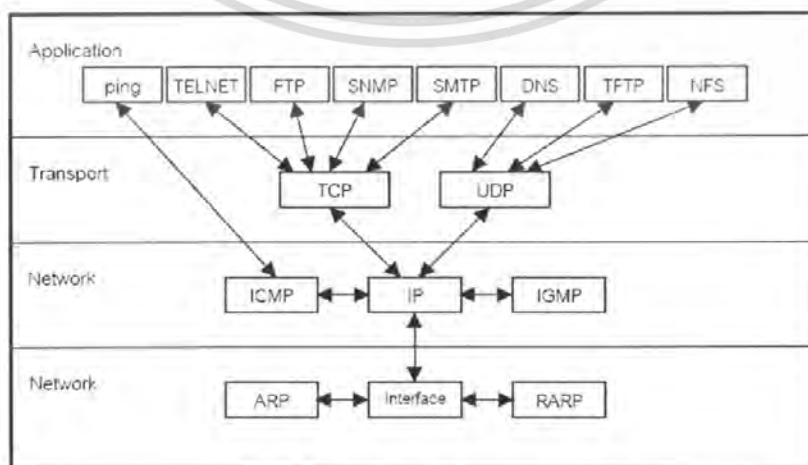 Application
ping TELNET FTP SNMP SMTP DNS TFTP NFS
Transport
TCP UDP
Network
ICMP IP IGMP
Network
ARP Interface RARP